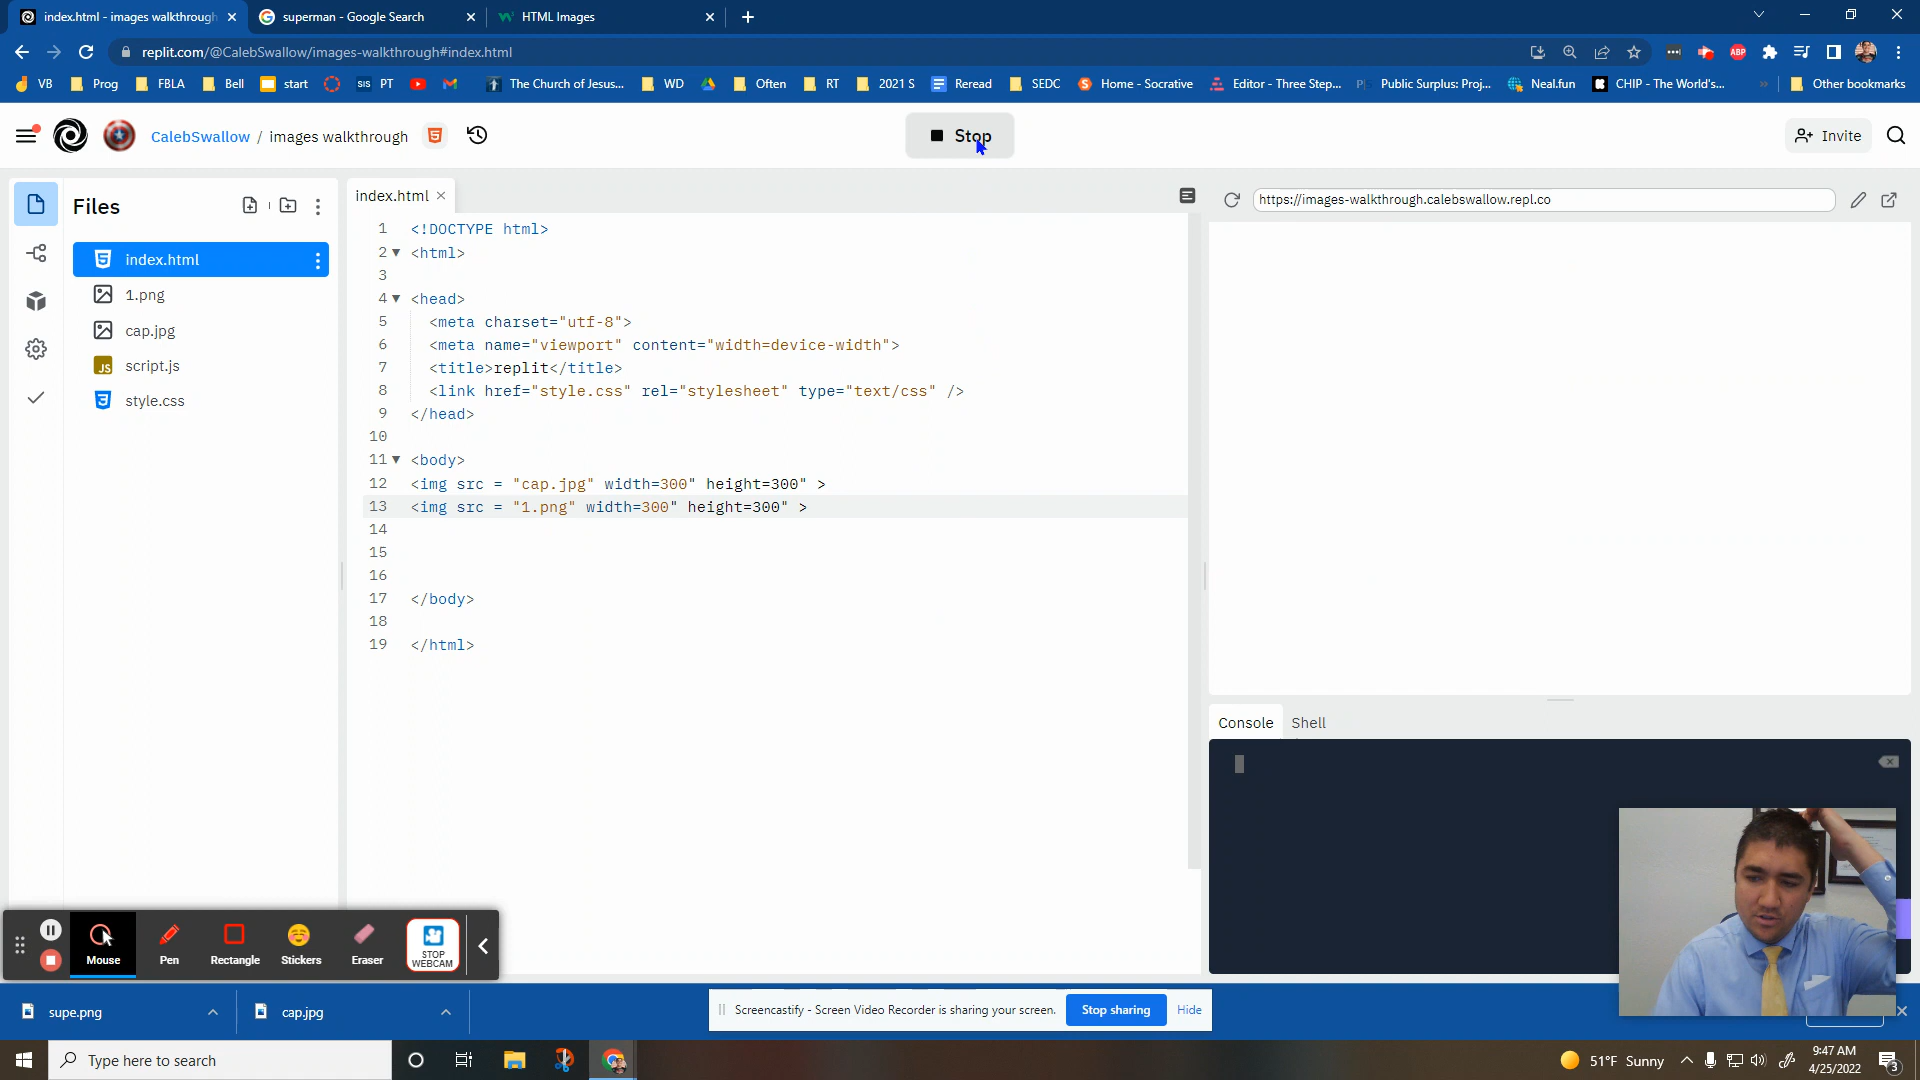 index.html - images walkthrough
superman - Google Search
HTML Images
replit.com/@CalebSwallow/images-walkthrough#index.html
ABP
VB
Prog
FBLA
Bell
start
SIS PT
The Church of Jesus...
WD
Often
RT
2021 S
Reread
SEDC
Home - Socrative
Editor - Three Step...
Public Surplus: Proj...
Neal.fun
CHIP - The World's...
»
Other bookmarks
CalebSwallow / images walkthrough
Stop
Invite
Files
index.html
1.png
cap.jpg
JS script.js
style.css
index.html
1 <!DOCTYPE html>
2 <html>
3
4 <head>
5 <meta charset="utf-8">
6 <meta name="viewport" content="width=device-width">
7 <title>replit</title>
8 <link href="style.css" rel="stylesheet" type="text/css" />
9 </head>
10
11 <body>
12 <img src = "cap.jpg" width=300" height=300" >
13 <img src = "1.png" width=300" height=300" >
14
15
16
17 </body>
18
19 </html>
https://images-walkthrough.calebswallow.repl.co
Console
Shell
Mouse
Pen
Rectangle
Stickers
Eraser
STOP
WEBCAM
supe.png
cap.jpg
Screencastify - Screen Video Recorder is sharing your screen.
Stop sharing
Hide
Type here to search
51°F Sunny
9:47 AM
4/25/2022
3